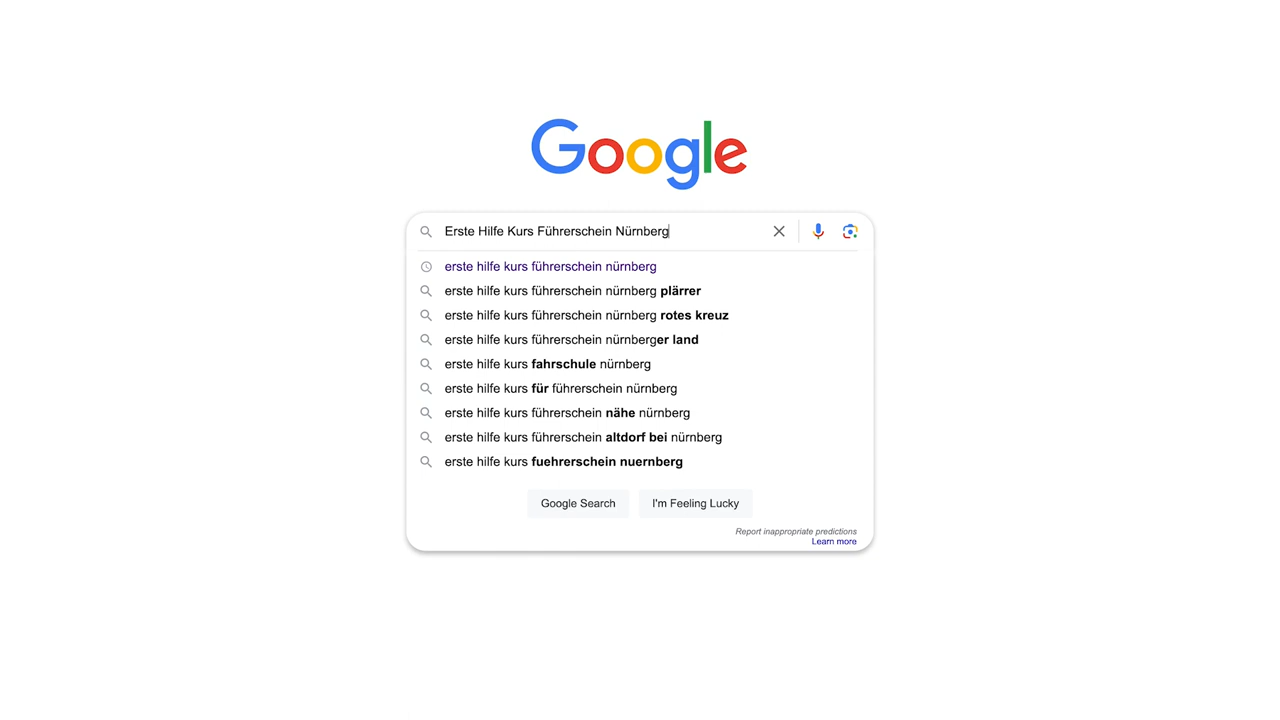 Google
Erste Hilfe Kurs Führerschein Nürnberg
erste hilfe kurs führerschein nürnberg
erste hilfe kurs führerschein nürnberg plärrer
erste hilfe kurs führerschein nürnberg rotes kreuz
erste hilfe kurs führerschein nürnberger land
erste hilfe kurs fahrschule nürnberg
erste hilfe kurs für führerschein nürnberg
erste hilfe kurs führerschein nähe nürnberg
erste hilfe kurs führerschein altdorf bei nürnberg
erste hilfe kurs fuehrerschein nuernberg
Google Search I'm Feeling Lucky
Report inappropriate predictions
Learn more